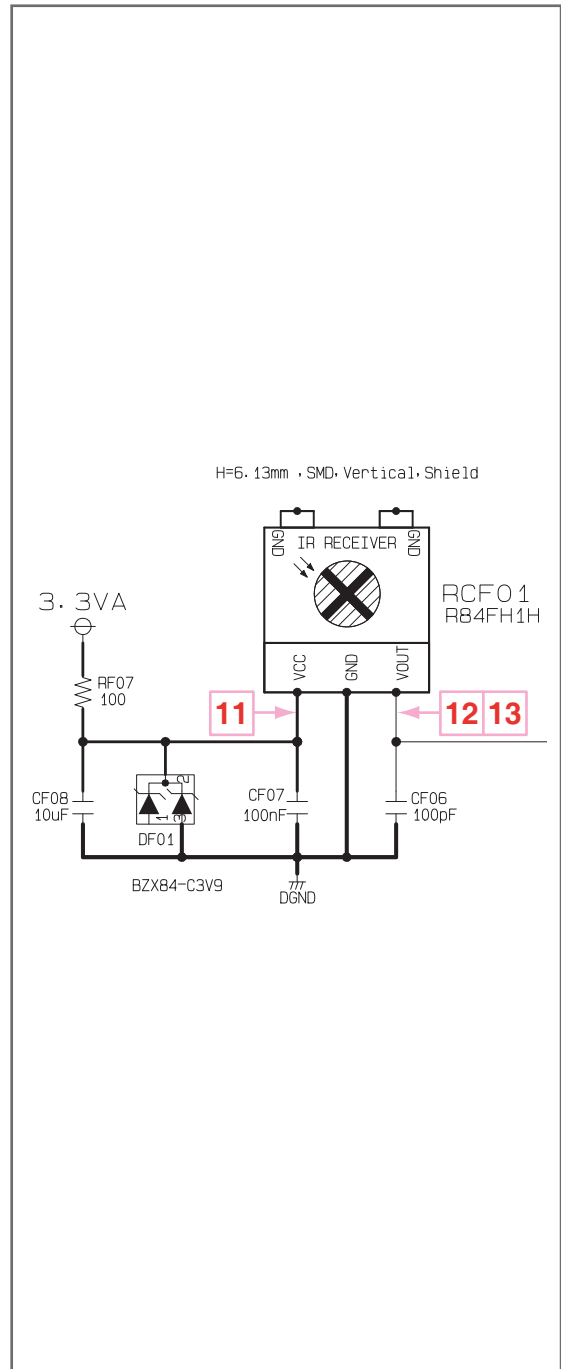 H=6.13mm ,SMD,Vertical,Shield
GND IR RECEIVER GND
3.3VA
RCF01
R84FH1H
VCC GND VOUT
RF07
100
11
12 13
CF08
10uF
2
1 3
DF01
CF07
100nF
CF06
100pF
BZX84-C3V9
DGND